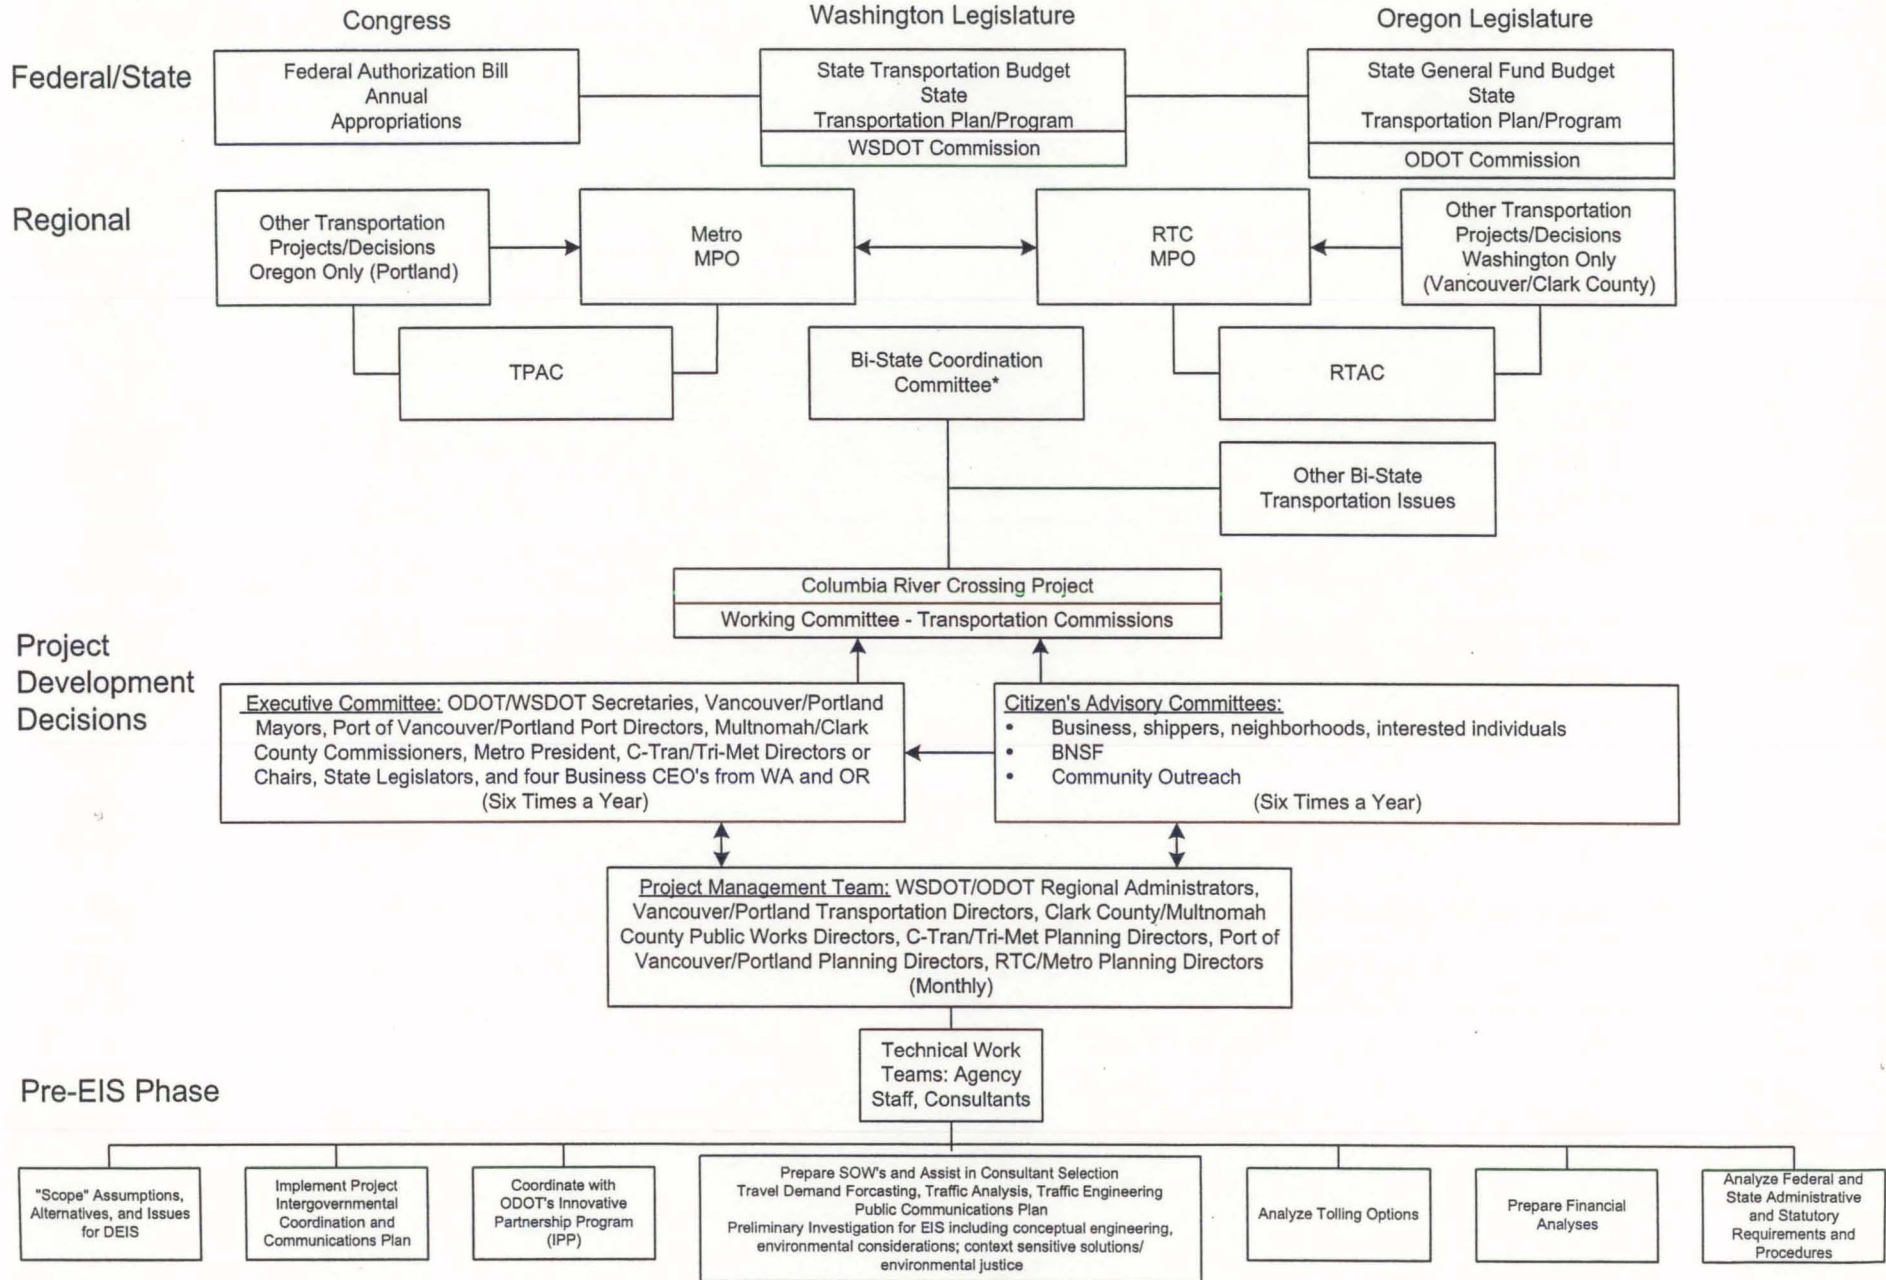 Congress
Washington Legislature
Oregon Legislature
Federal/State
Federal Authorization Bill
Annual
Appropriations
State Transportation Budget
State
Transportation Plan/Program
WSDOT Commission
State General Fund Budget
State
Transportation Plan/Program
ODOT Commission
Regional
Other Transportation
Projects/Decisions
Oregon Only (Portland)
Metro
MPO
RTC
MPO
Other Transportation
Projects/Decisions
Washington Only
(Vancouver/Clark County)
TPAC
Bi-State Coordination
Committee*
RTAC
Other Bi-State
Transportation Issues
Columbia River Crossing Project
Working Committee - Transportation Commissions
Project
Development
Decisions
Executive Committee: ODOT/WSDOT Secretaries, Vancouver/Portland
Mayors, Port of Vancouver/Portland Port Directors, Multnomah/Clark
County Commissioners, Metro President, C-Tran/Tri-Met Directors or
Chairs, State Legislators, and four Business CEO's from WA and OR
(Six Times a Year)
Citizen's Advisory Committees:
• Business, shippers, neighborhoods, interested individuals
• BNSF
• Community Outreach
(Six Times a Year)
Project Management Team: WSDOT/ODOT Regional Administrators,
Vancouver/Portland Transportation Directors, Clark County/Multnomah
County Public Works Directors, C-Tran/Tri-Met Planning Directors, Port of
Vancouver/Portland Planning Directors, RTC/Metro Planning Directors
(Monthly)
Technical Work
Teams: Agency
Staff, Consultants
Pre-EIS Phase
"Scope" Assumptions,
Alternatives, and Issues
for DEIS
Implement Project
Intergovernmental
Coordination and
Communications Plan
Coordinate with
ODOT's Innovative
Partnership Program
(IPP)
Prepare SOW's and Assist in Consultant Selection
Travel Demand Forcasting, Traffic Analysis, Traffic Engineering
Public Communications Plan
Preliminary Investigation for EIS including conceptual engineering,
environmental considerations; context sensitive solutions/
environmental justice
Analyze Tolling Options
Prepare Financial
Analyses
Analyze Federal and
State Administrative
and Statutory
Requirements and
Procedures